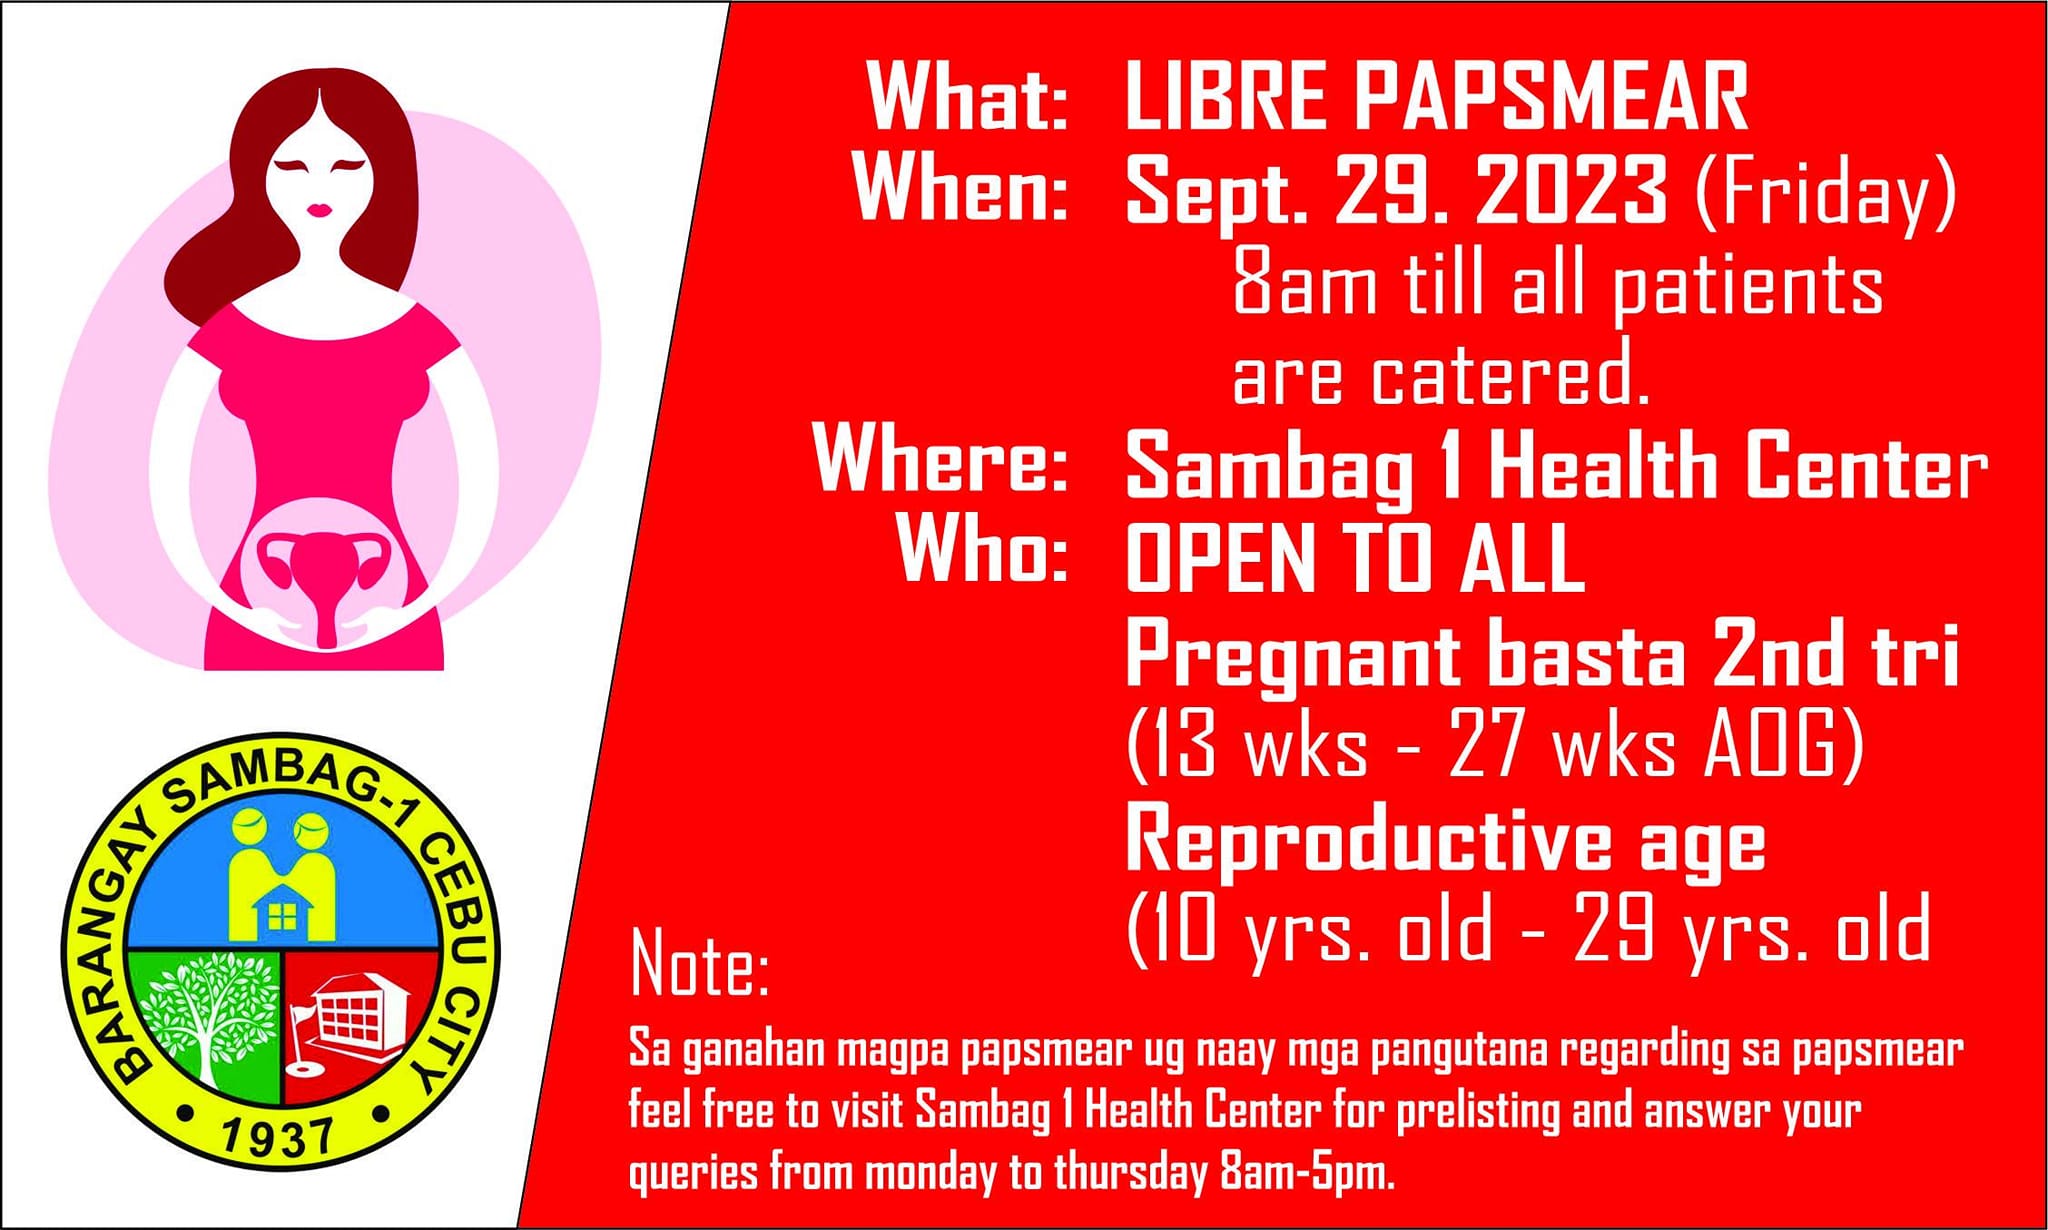 What: LIBRE PAPSMEAR
When: Sept. 29. 2023 (Friday)
8am till all patients
are catered.
Where: Sambag 1 Health Center
Who: OPEN TO ALL
Pregnant basta 2nd tri
(13 wks - 27 wks AOG)
Reproductive age
(10 yrs. old - 29 yrs. old
Note:
Sa ganahan magpa papsmear ug naay mga pangutana regarding sa papsmear
feel free to visit Sambag 1 Health Center for prelisting and answer your
queries from monday to thursday 8am-5pm.
BARANGAY SAMBAG-1 CEBU CITY
• 1937 •